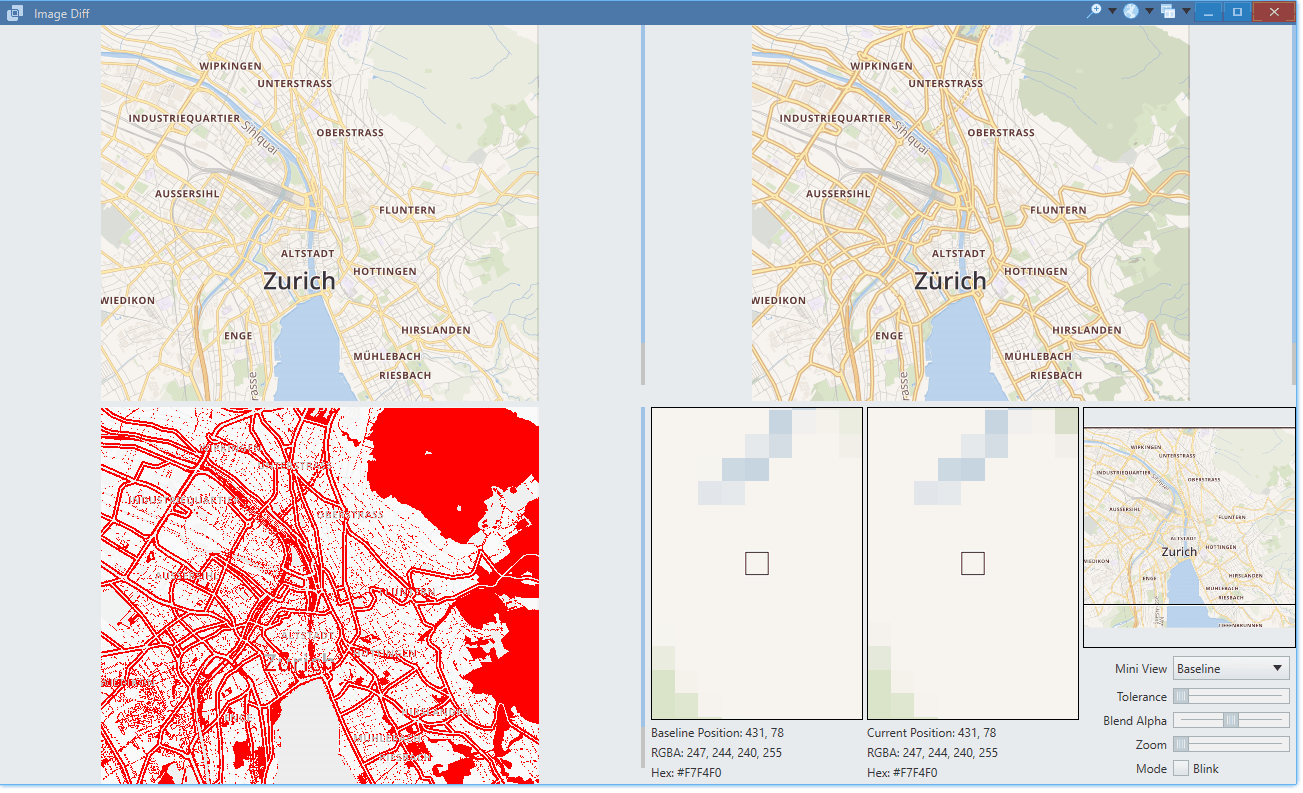 Image Diff
WIPKINGEN
UNTERSTRASS
INDUSTRIEQUARTIER
Sihlquai
OBERSTRASS
AUSSERSIHL
FLUNTERN
ALTSTADT
HOTTINGEN
Zurich
WIEDIKON
ENGE
HIRSLANDEN
MÜHLEBACH
RIESBACH
rasse
WIPKINGEN
UNTERSTRASS
INDUSTRIEQUARTIER
Sihlquai
OBERSTRASS
AUSSERSIHL
FLUNTERN
ALTSTADT
HOTTINGEN
Zürich
WIEDIKON
ENGE
HIRSLANDEN
MÜHLEBACH
RIESBACH
rasse
WIPKINGEN
UNTERSTRASS
INDUSTRIEQUARTIER
OBERSTRASS
AUSSERSIHL
FLUNTERN
ALTSTADT
HOTTINGEN
Zurich
WIEDIKON
ENGE
HIRSLANDEN
MÜHLEBACH
RIESBACH
TIEFENBRUNNEN
Baseline Position: 431, 78
RGBA: 247, 244, 240, 255
Hex: #F7F4F0
Current Position: 431, 78
RGBA: 247, 244, 240, 255
Hex: #F7F4F0
Mini View Baseline
Tolerance
Blend Alpha
Zoom
Mode Blink